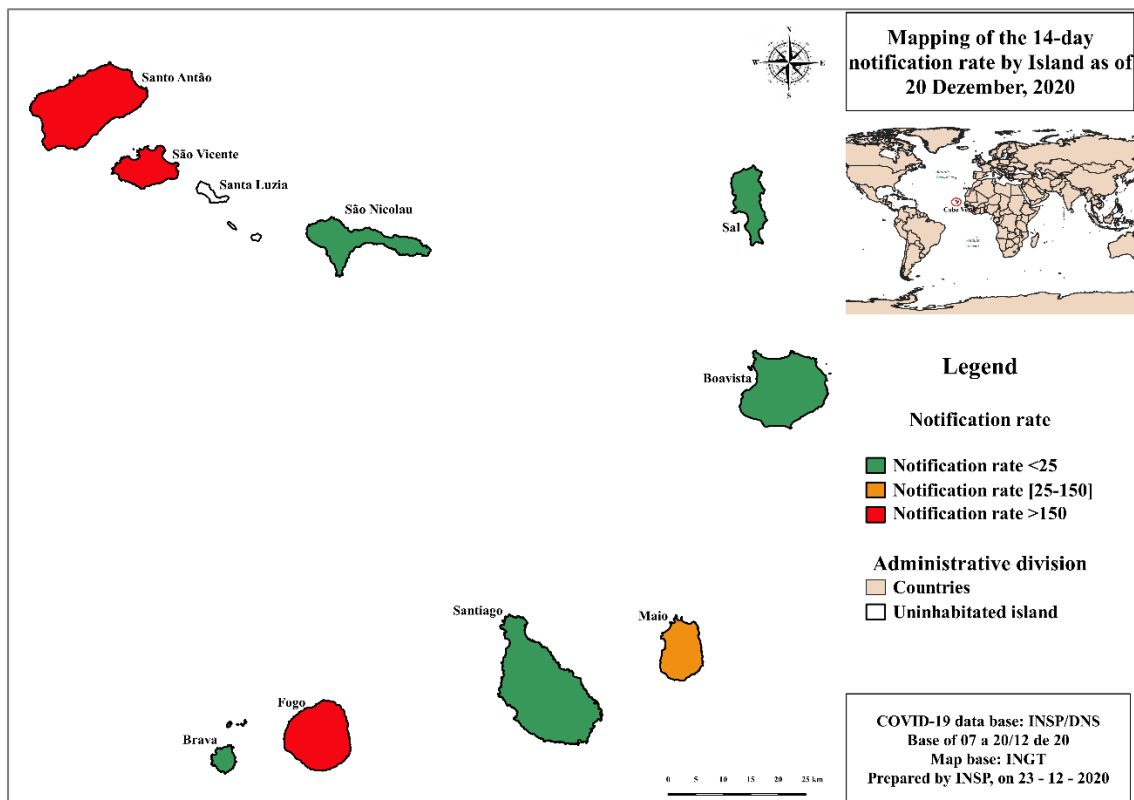 Mapping of the 14-day
notification rate by Island as of
20 Dezember, 2020
N
W
E
S
Santo Antão
São Vicente
Santa Luzia
São Nicolau
Sal
Boavista
Santiago
Maio
Fogo
Brava
Cabo Verde
Legend
Notification rate
Notification rate <25
Notification rate [25-150]
Notification rate >150
Administrative division
Countries
Uninhabitated island
0 5 10 15 20 25 km
COVID-19 data base: INSP/DNS
Base of 07 a 20/12 de 20
Map base: INGT
Prepared by INSP, on 23 - 12 - 2020